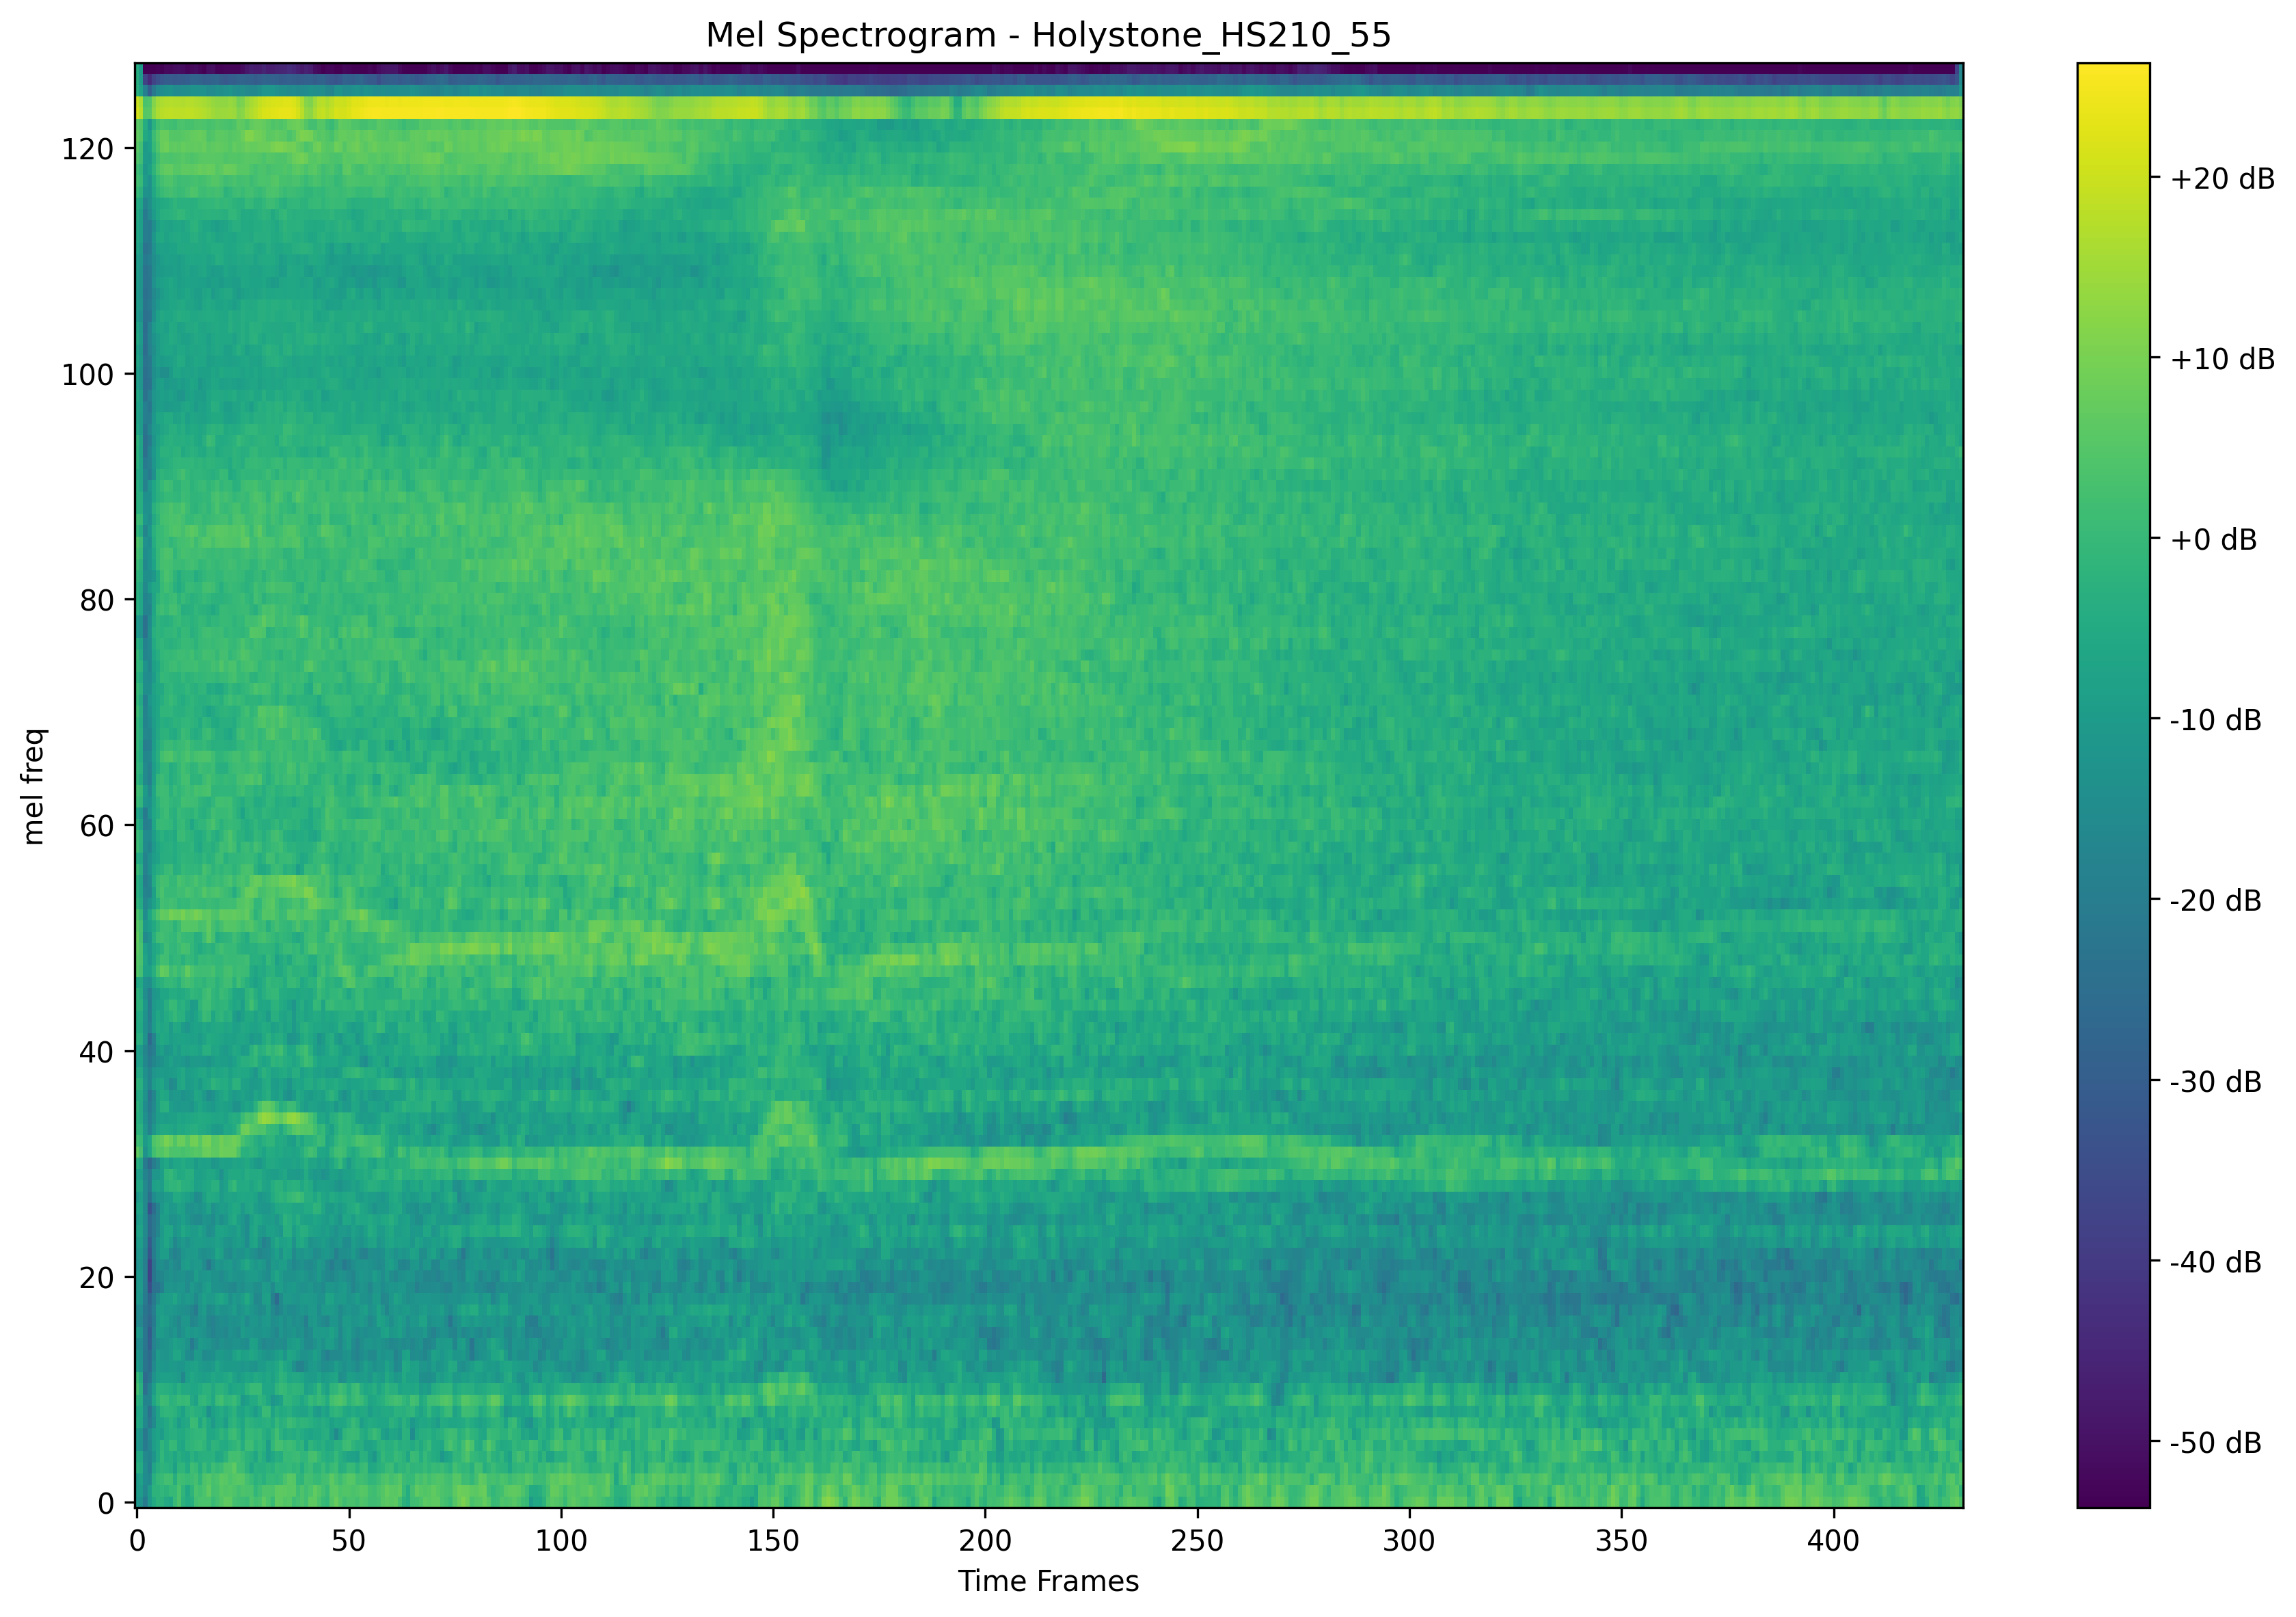 Mel Spectrogram - Holystone_HS210_55
mel freq
120
100
80
60
40
20
0
0 50 100 150 200 250 300 350 400
Time Frames
+20 dB
+10 dB
+0 dB
-10 dB
-20 dB
-30 dB
-40 dB
-50 dB